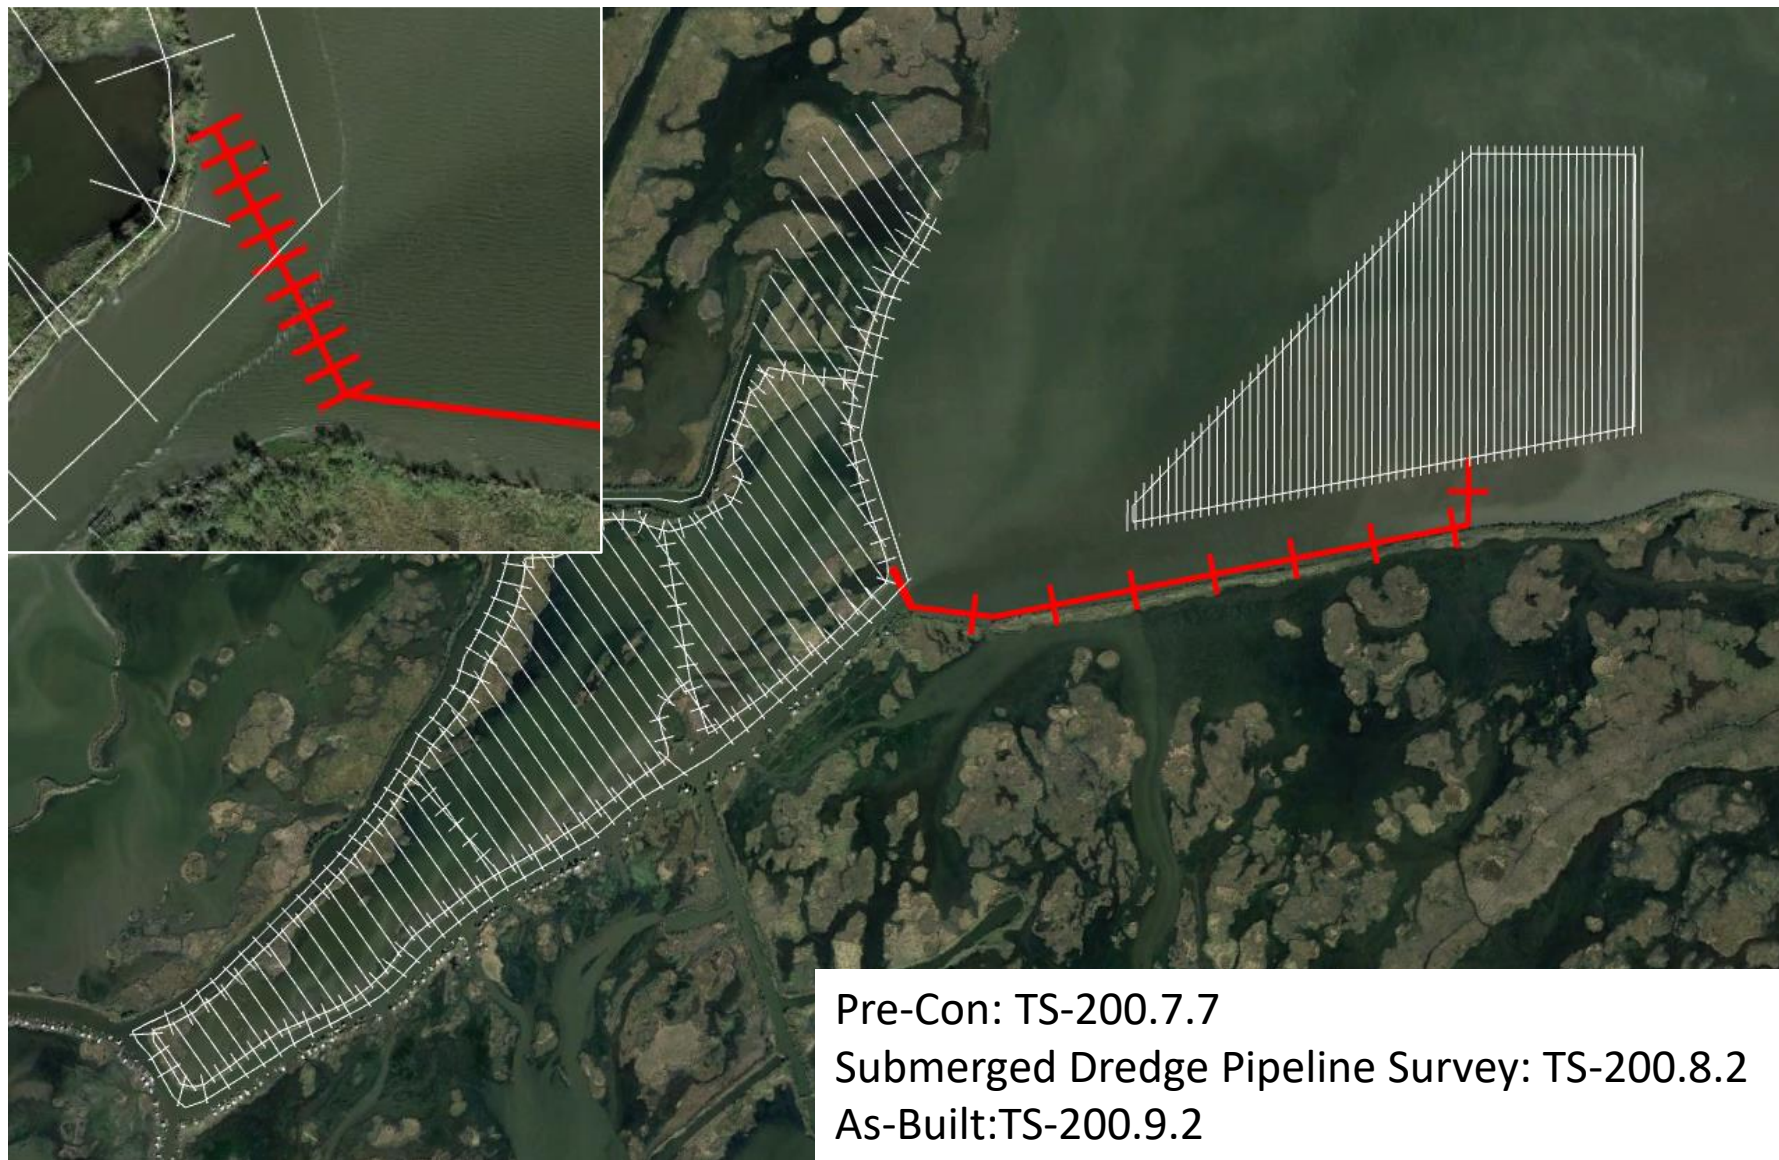 Pre-Con: TS-200.7.7
Submerged Dredge Pipeline Survey: TS-200.8.2
As-Built:TS-200.9.2